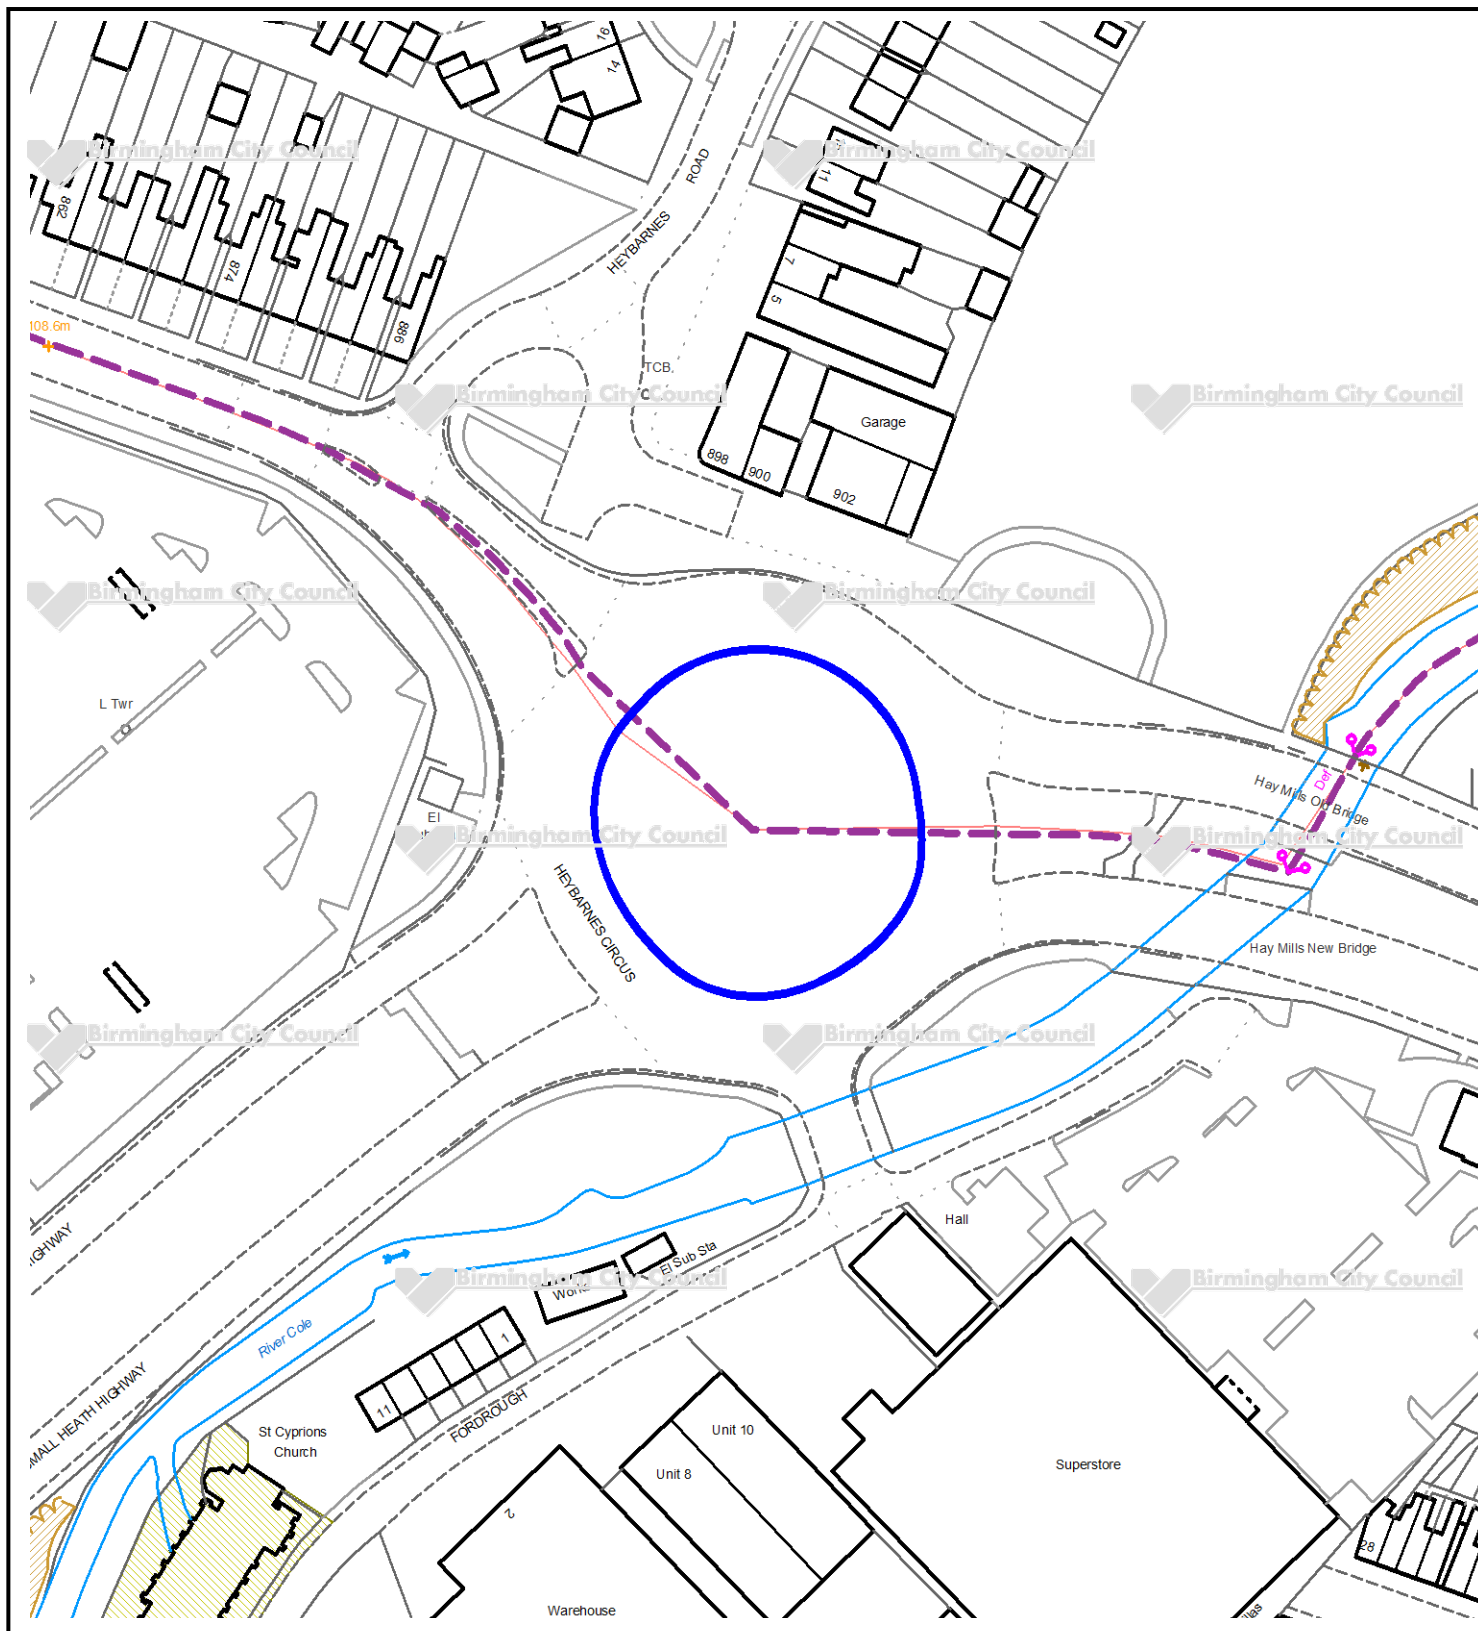 16
14
Birmingham City Council
Birmingham City Council
ROAD
11
862
HEYBARNES
874
7
5
886
108.6m
TCB
Birmingham City Council
Birmingham City Council
Garage
898
900
902
Birmingham City Council
Birmingham City Council
L Twr
Def
Hay Mills Old Bridge
El
Birmingham City Council
Birmingham City Council
HEYBARNES CIRCUS
Hay Mills New Bridge
Birmingham City Council
Birmingham City Council
Hall
El Sub Sta
Birmingham City Council
Birmingham City Council
River Cole
1
11
SMALL HEATH HIGHWAY
FORDROUGH
St Cyprions
Church
Unit 10
Unit 8
Superstore
2
28
Warehouse